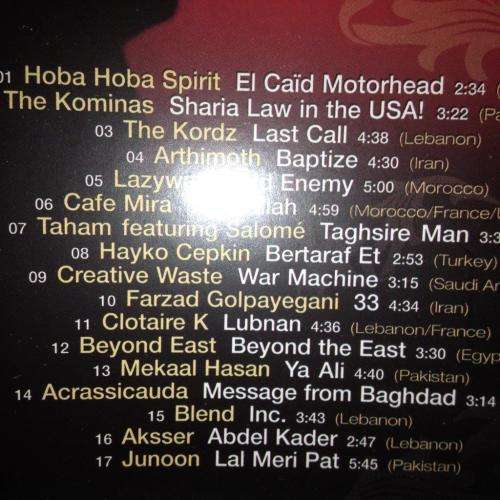 01 Hoba Hoba Spirit El Caïd Motorhead 2:34
The Kominas Sharia Law in the USA! 3:22 (Pa
03 The Kordz Last Call 4:38 (Lebanon)
04 Arthimoth Baptize 4:30 (Iran)
05 Lazywa d Enemy 5:00 (Morocco)
06 Cafe Mira lah 4:59 (Morocco/France/U
07 Taham featuring Salomé Taghsire Man 3:3
08 Hayko Cepkin Bertaraf Et 2:53 (Turkey)
09 Creative Waste War Machine 3:15 (Saudi Ar
10 Farzad Golpayegani 33 4:34 (Iran)
11 Clotaire K Lubnan 4:36 (Lebanon/France)
12 Beyond East Beyond the East 3:30 (Egyp
13 Mekaal Hasan Ya Ali 4:40 (Pakistan)
14 Acrassicauda Message from Baghdad 3:14
15 Blend Inc. 3:43 (Lebanon)
16 Aksser Abdel Kader 2:47 (Lebanon)
17 Junoon Lal Meri Pat 5:45 (Pakistan)